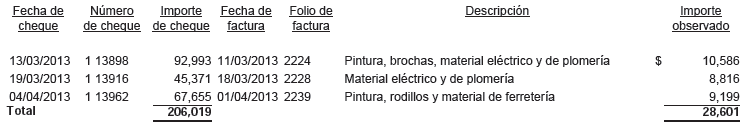 Fecha de Número Importe Fecha de Folio de Descripción Importe
cheque de cheque de cheque factura factura observado
13/03/2013 1 13898 92,993 11/03/2013 2224 Pintura, brochas, material eléctrico y de plomería $ 10,586
19/03/2013 1 13916 45,371 18/03/2013 2228 Material eléctrico y de plomería 8,816
04/04/2013 1 13962 67,655 01/04/2013 2239 Pintura, rodillos y material de ferretería 9,199
Total 206,019 28,601